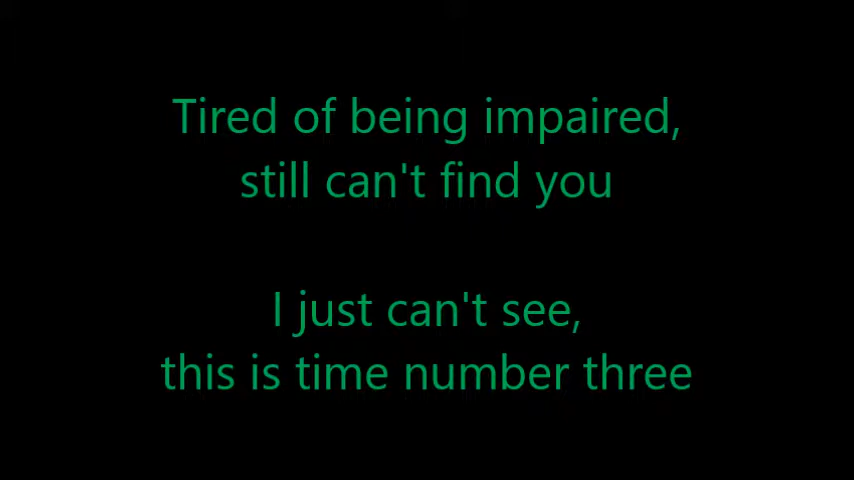 Tired of being impaired,
still can't find you
I just can't see,
this is time number three